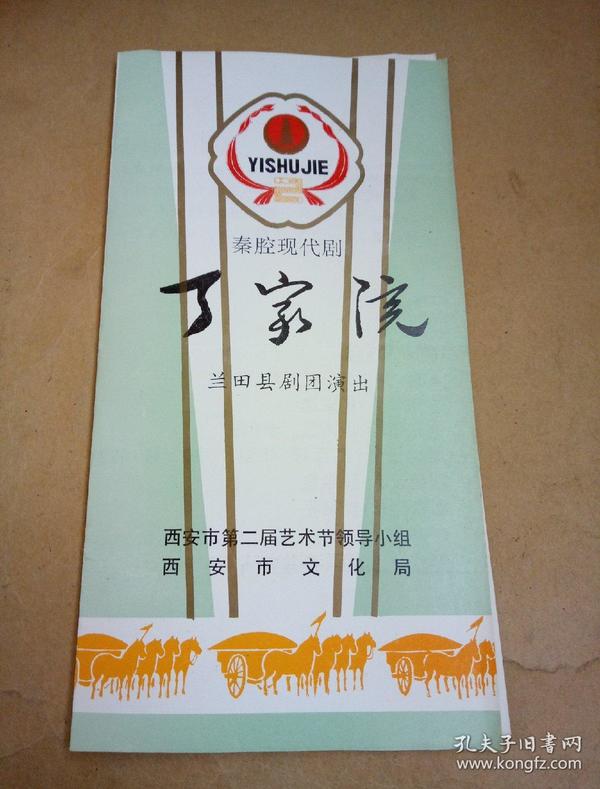 YISHUJIE
秦腔现代剧
丁家院
兰田县剧团演出
西安市第二届艺术节领导小组
西安市文化局
孔夫子旧書网
www.kongfz.com